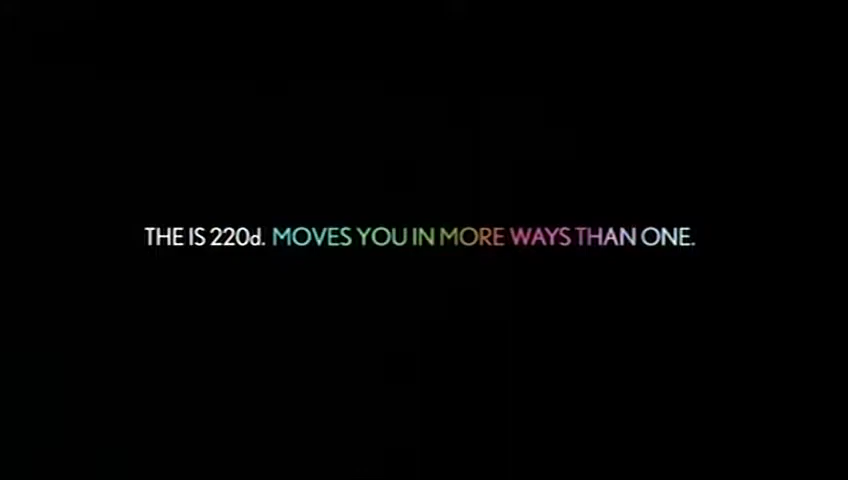 THE IS 220d. MOVES YOU IN MORE WAYS THAN ONE.